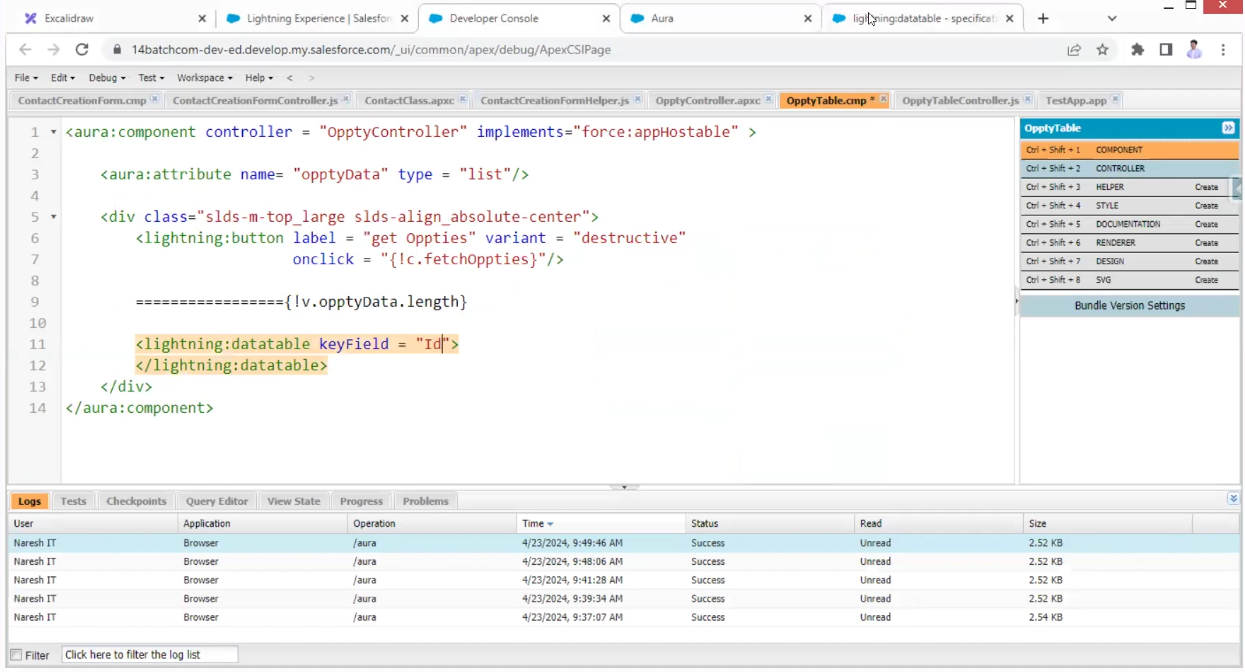 Excalidraw
Lightning Experience | Salesfor
Developer Console
Aura
lightning:datatable - specificati
14batchcom-dev-ed.develop.my.salesforce.com/_ui/common/apex/debug/ApexCSIPage
File Edit Debug Test Workspace Help < >
ContactCreationForm.cmp ContactCreationFormController.js ContactClass.apxc ContactCreationFormHelper.js OpptyController.apxc OpptyTable.cmp * OpptyTableController.js TestApp.app
1 <aura:component controller = "OpptyController" implements="force:appHostable" >
2
3 <aura:attribute name= "opptyData" type = "list"/>
4
5 <div class="slds-m-top_large slds-align_absolute-center">
6 <lightning:button label = "get Oppties" variant = "destructive"
7 onclick = "{!c.fetchOppties}"/>
8
9 =================={!v.opptyData.length}
10
11 <lightning:datatable keyField = "Id">
12 </lightning:datatable>
13 </div>
14 </aura:component>
OpptyTable
Ctrl + Shift + 1 COMPONENT
Ctrl + Shift + 2 CONTROLLER
Ctrl + Shift + 3 HELPER Create
Ctrl + Shift + 4 STYLE Create
Ctrl + Shift + 5 DOCUMENTATION Create
Ctrl + Shift + 6 RENDERER Create
Ctrl + Shift + 7 DESIGN Create
Ctrl + Shift + 8 SVG Create
Bundle Version Settings
Logs Tests Checkpoints Query Editor View State Progress Problems
User Application Operation Time Status Read Size
Naresh IT Browser /aura 4/23/2024, 9:49:46 AM Success Unread 2.52 KB
Naresh IT Browser /aura 4/23/2024, 9:48:06 AM Success Unread 2.52 KB
Naresh IT Browser /aura 4/23/2024, 9:41:28 AM Success Unread 2.52 KB
Naresh IT Browser /aura 4/23/2024, 9:39:34 AM Success Unread 2.52 KB
Naresh IT Browser /aura 4/23/2024, 9:37:07 AM Success Unread 2.54 KB
Filter Click here to filter the log list